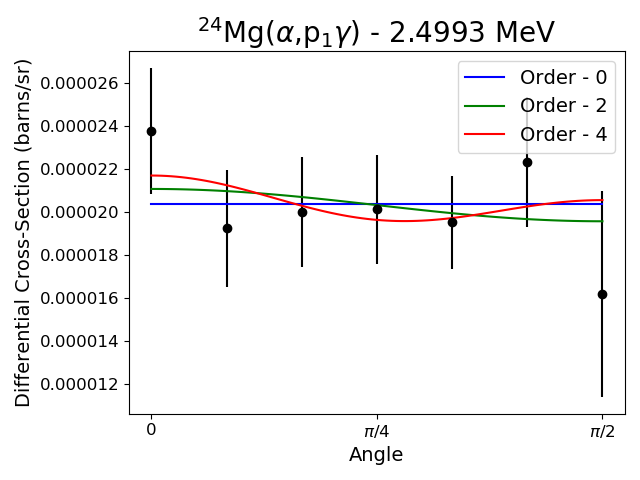 ²⁴Mg(α,p₁γ) - 2.4993 MeV
Differential Cross-Section (barns/sr)
0.000026
0.000024
0.000022
0.000020
0.000018
0.000016
0.000014
0.000012
Order - 0
Order - 2
Order - 4
0
π/4
π/2
Angle